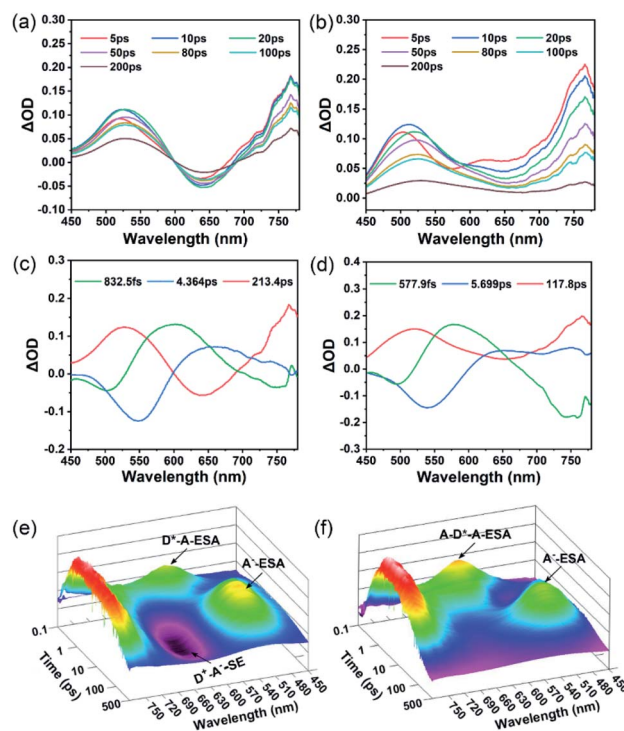 (a)
5ps 10ps 20ps
50ps 80ps 100ps
200ps
ΔOD
0.30
0.25
0.20
0.15
0.10
0.05
0.00
-0.05
-0.10
450 500 550 600 650 700 750
Wavelength (nm)
(b)
5ps 10ps 20ps
50ps 80ps 100ps
200ps
ΔOD
0.30
0.25
0.20
0.15
0.10
0.05
0.00
450 500 550 600 650 700 750
Wavelength (nm)
(c)
832.5fs 4.364ps 213.4ps
ΔOD
0.3
0.2
0.1
0.0
-0.1
0.2
450 500 550 600 650 700 750
Wavelength (nm)
(d)
577.9fs 5.699ps 117.8ps
ΔOD
0.4
0.3
0.2
0.1
0.0
-0.1
-0.2
0.3
450 500 550 600 650 700 750
Wavelength (nm)
(e)
D*-A-ESA
A⁻-ESA
D*-A⁻-SE
0.1
1
10
100
500
Time (ps)
750 720 690 660 630 600 570 540 510 480 450
Wavelength (nm)
(f)
A-D*-A-ESA
A⁻-ESA
0.1
1
10
100
500
Time (ps)
750 720 690 660 630 600 570 540 510 480 450
Wavelength (nm)